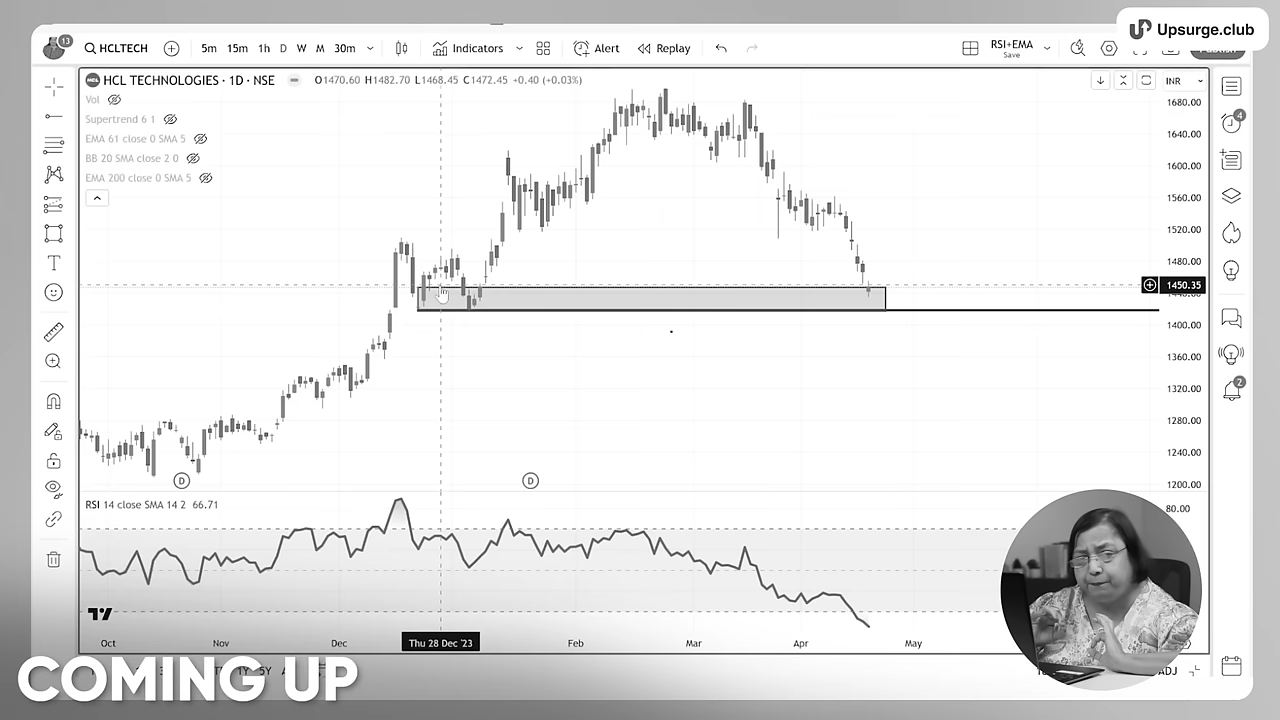 Upsurge.club
13
HCLTECH
5m 15m 1h D W M 30m
Indicators
Alert
Replay
RSI+EMA
Save
HCL TECHNOLOGIES · 1D · NSE
O1470.60 H1482.70 L1468.45 C1472.45 +0.40 (+0.03%)
INR
Vol
Supertrend 6 1
EMA 61 close 0 SMA 5
BB 20 SMA close 2 0
EMA 200 close 0 SMA 5
1680.00
1640.00
1600.00
1560.00
1520.00
1480.00
1450.35
1400.00
1360.00
1320.00
1280.00
1240.00
1200.00
4
2
D
D
RSI 14 close SMA 14 2 66.71
80.00
Oct
Nov
Dec
Thu 28 Dec '23
Feb
Mar
Apr
May
COMING UP
ADJ